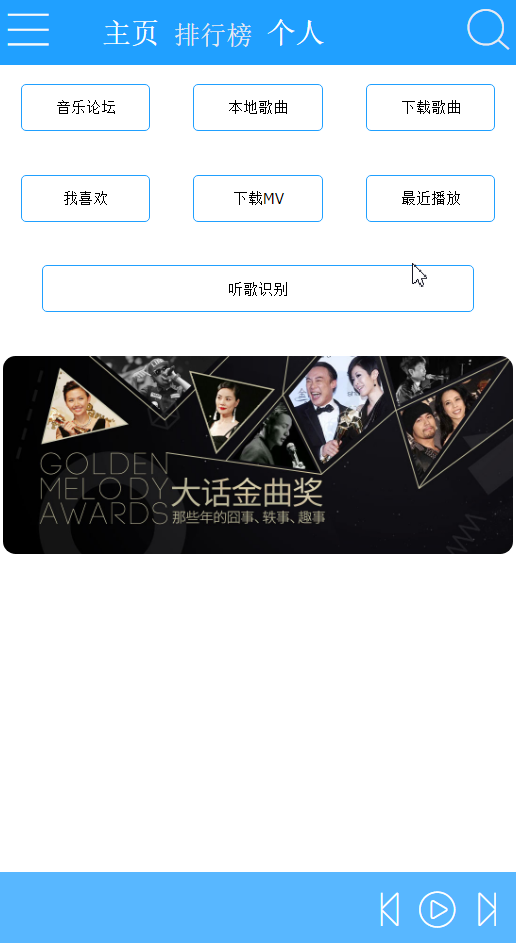 主页 排行榜 个人
音乐论坛 本地歌曲 下载歌曲
我喜欢 下载MV 最近播放
听歌识别
GOLDEN
MELODY
AWARDS
大话金曲奖
那些年的囧事、轶事、趣事